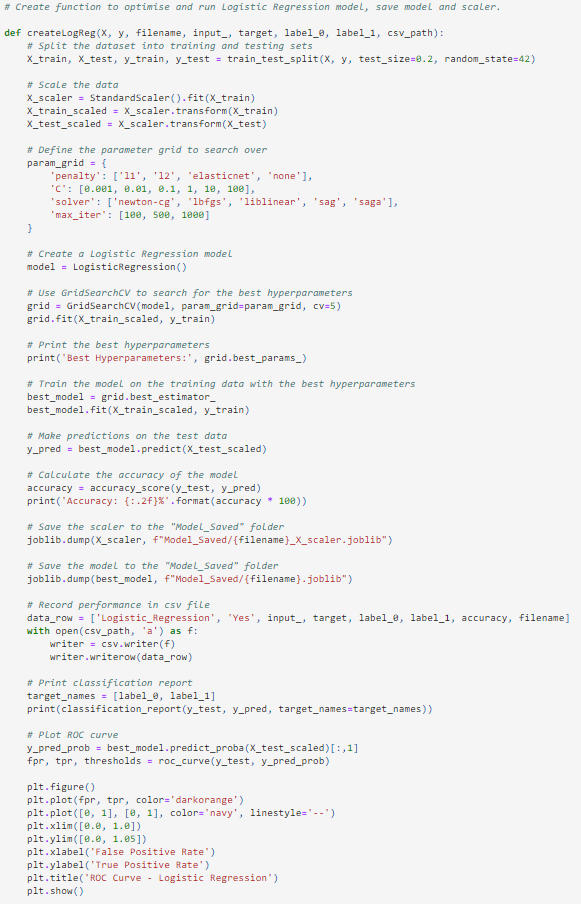 # Create function to optimise and run Logistic Regression model, save model and scaler.

def createLogReg(X, y, filename, input_, target, label_0, label_1, csv_path):
    # Split the dataset into training and testing sets
    X_train, X_test, y_train, y_test = train_test_split(X, y, test_size=0.2, random_state=42)

    # Scale the data
    X_scaler = StandardScaler().fit(X_train)
    X_train_scaled = X_scaler.transform(X_train)
    X_test_scaled = X_scaler.transform(X_test)

    # Define the parameter grid to search over
    param_grid = {
        'penalty': ['l1', 'l2', 'elasticnet', 'none'],
        'C': [0.001, 0.01, 0.1, 1, 10, 100],
        'solver': ['newton-cg', 'lbfgs', 'liblinear', 'sag', 'saga'],
        'max_iter': [100, 500, 1000]
    }

    # Create a Logistic Regression model
    model = LogisticRegression()

    # Use GridSearchCV to search for the best hyperparameters
    grid = GridSearchCV(model, param_grid=param_grid, cv=5)
    grid.fit(X_train_scaled, y_train)

    # Print the best hyperparameters
    print('Best Hyperparameters:', grid.best_params_)

    # Train the model on the training data with the best hyperparameters
    best_model = grid.best_estimator_
    best_model.fit(X_train_scaled, y_train)

    # Make predictions on the test data
    y_pred = best_model.predict(X_test_scaled)

    # Calculate the accuracy of the model
    accuracy = accuracy_score(y_test, y_pred)
    print('Accuracy: {:.2f}%'.format(accuracy * 100))

    # Save the scaler to the "Model_Saved" folder
    joblib.dump(X_scaler, f"Model_Saved/{filename}_X_scaler.joblib")

    # Save the model to the "Model_Saved" folder
    joblib.dump(best_model, f"Model_Saved/{filename}.joblib")

    # Record performance in csv file
    data_row = ['Logistic_Regression', 'Yes', input_, target, label_0, label_1, accuracy, filename]
    with open(csv_path, 'a') as f:
        writer = csv.writer(f)
        writer.writerow(data_row)

    # Print classification report
    target_names = [label_0, label_1]
    print(classification_report(y_test, y_pred, target_names=target_names))

    # Plot ROC curve
    y_pred_prob = best_model.predict_proba(X_test_scaled)[:,1]
    fpr, tpr, thresholds = roc_curve(y_test, y_pred_prob)

    plt.figure()
    plt.plot(fpr, tpr, color='darkorange')
    plt.plot([0, 1], [0, 1], color='navy', linestyle='--')
    plt.xlim([0.0, 1.0])
    plt.ylim([0.0, 1.05])
    plt.xlabel('False Positive Rate')
    plt.ylabel('True Positive Rate')
    plt.title('ROC Curve - Logistic Regression')
    plt.show()